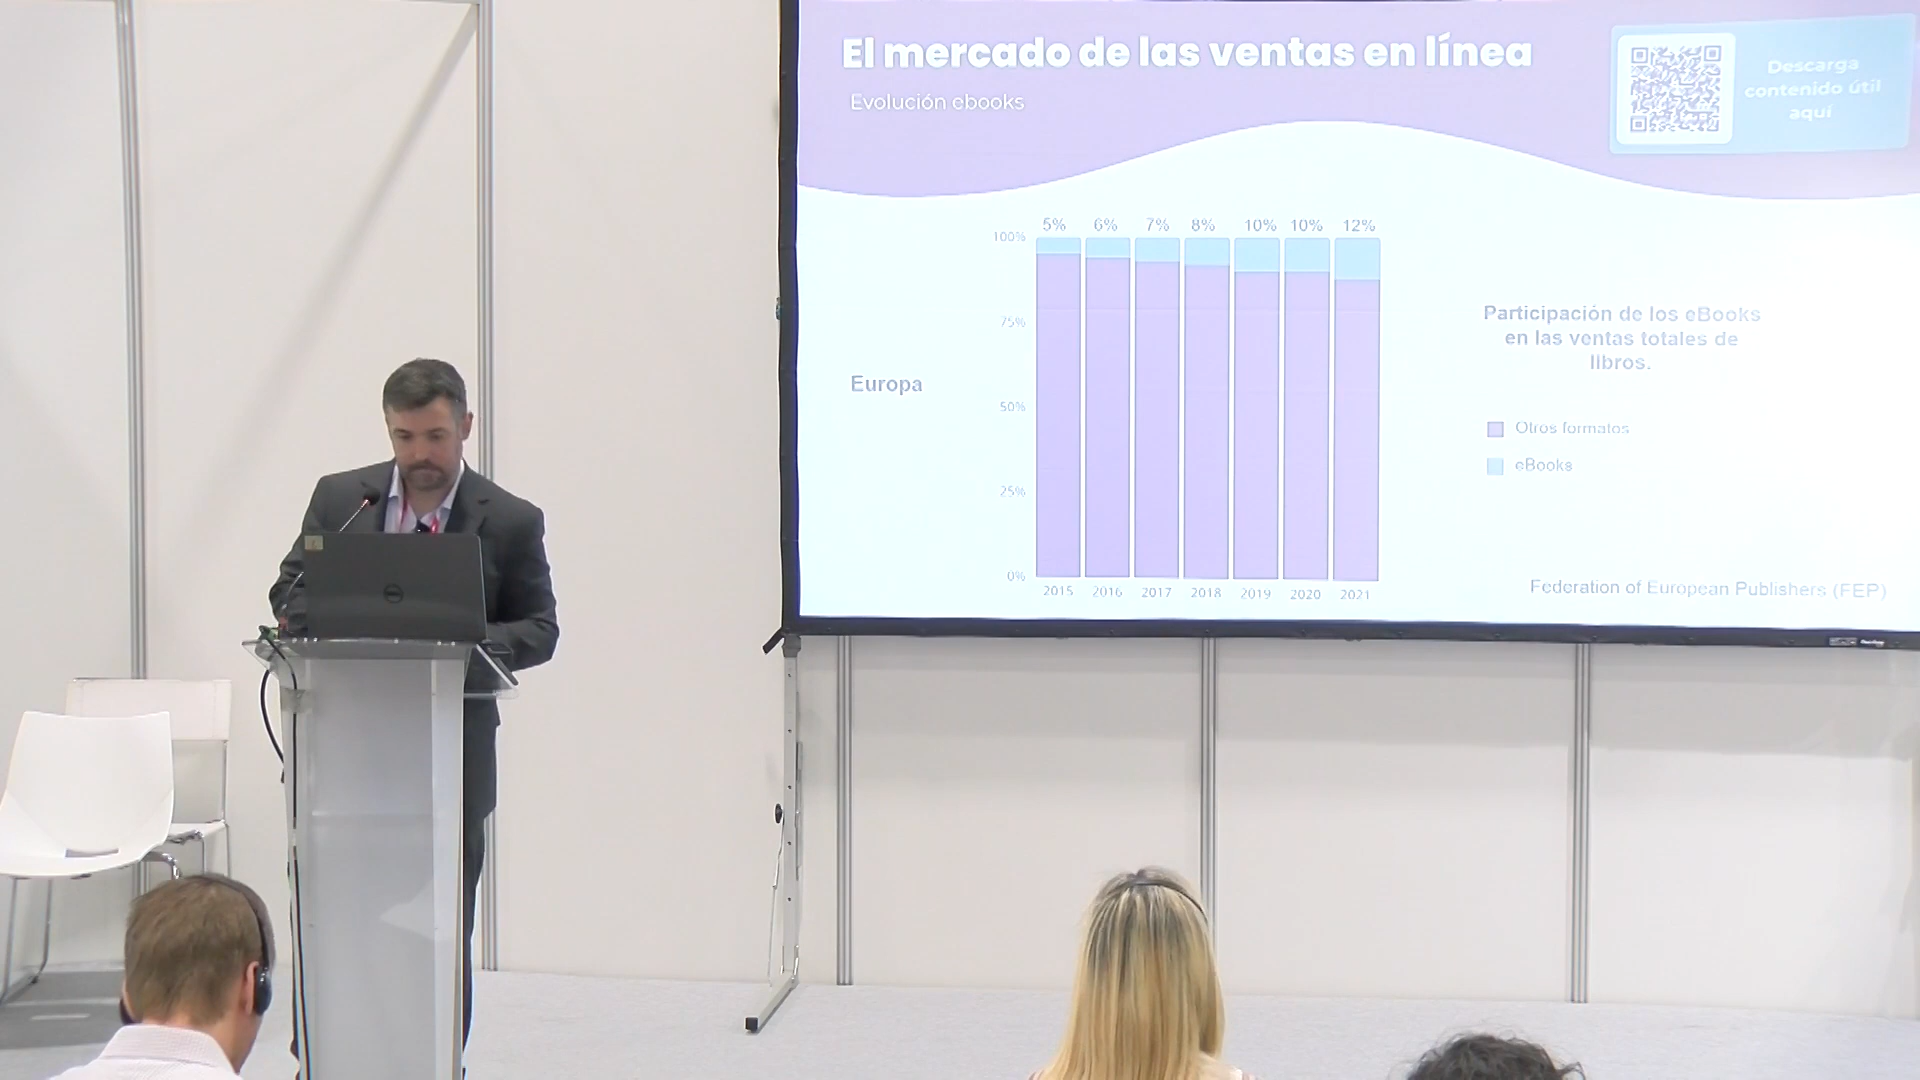 El mercado de las ventas en línea
Evolución ebooks
Descarga
contenido útil
aquí
5% 6% 7% 8% 10% 10% 12%
100%
75%
50%
25%
0%
2015 2016 2017 2018 2019 2020 2021
Europa
Participación de los eBooks
en las ventas totales de
libros.
Otros formatos
eBooks
Federation of European Publishers (FEP)
DELL